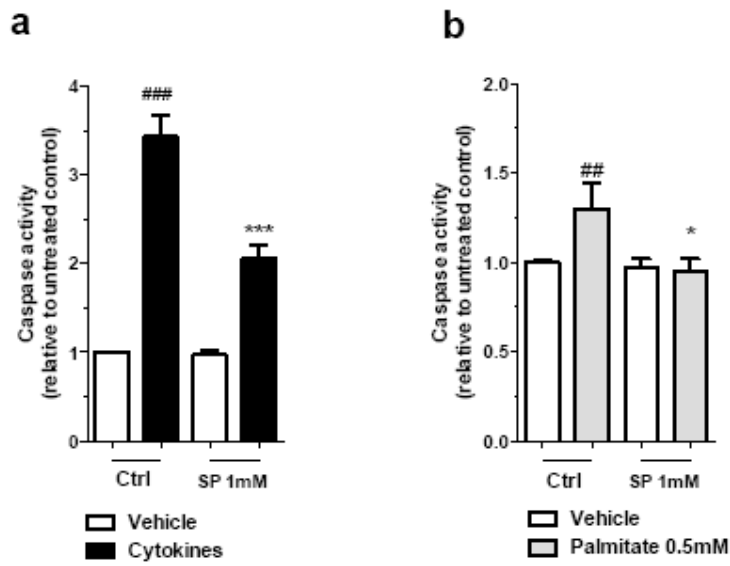 a
Caspase activity
(relative to untreated control)
4
3
2
1
0
###
***
Ctrl
SP 1mM
Vehicle
Cytokines
b
Caspase activity
(relative to untreated control)
2.0
1.5
1.0
0.5
0.0
##
*
Ctrl
SP 1mM
Vehicle
Palmitate 0.5mM